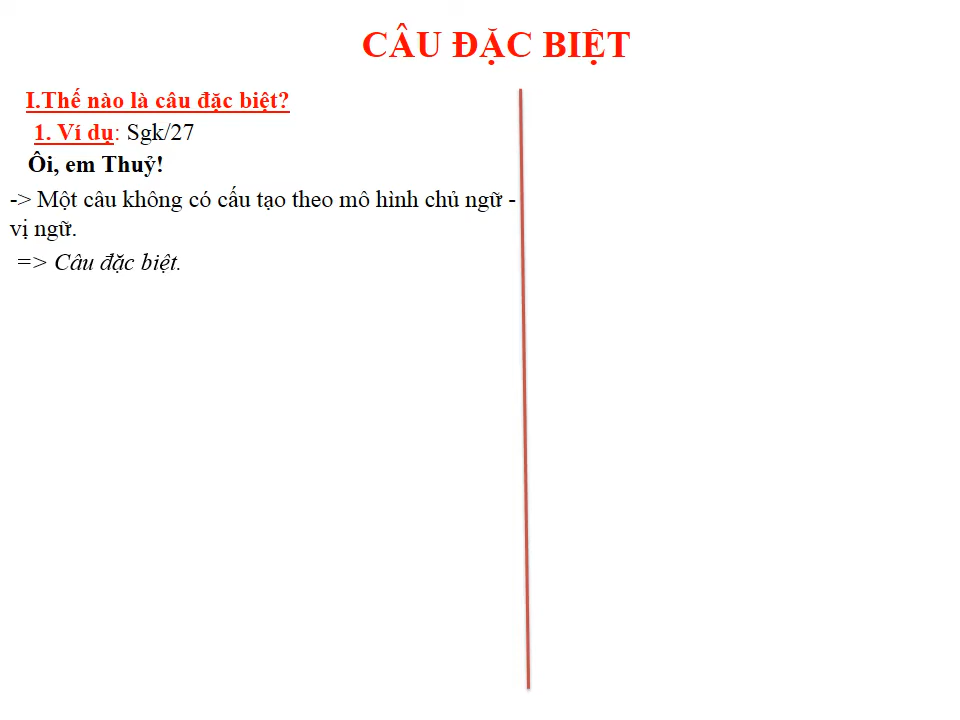 CÂU ĐẶC BIỆT
I.Thế nào là câu đặc biệt?
1. Ví dụ: Sgk/27
Ôi, em Thuỷ!
-> Một câu không có cấu tạo theo mô hình chủ ngữ -
vị ngữ.
=> Câu đặc biệt.